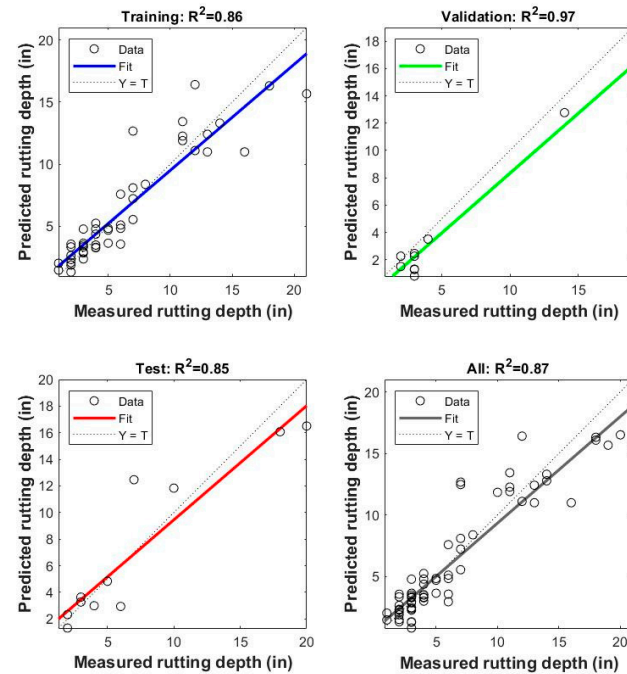 Training: R²=0.86
Data
Fit
Y = T
Predicted rutting depth (in)
20
15
10
5
5
10
15
20
Measured rutting depth (in)
Validation: R²=0.97
Data
Fit
Y = T
Predicted rutting depth (in)
18
16
14
12
10
8
6
4
2
5
10
15
Measured rutting depth (in)
Test: R²=0.85
Data
Fit
Y = T
Predicted rutting depth (in)
20
18
16
14
12
10
8
6
4
2
5
10
15
20
Measured rutting depth (in)
All: R²=0.87
Data
Fit
Y = T
Predicted rutting depth (in)
20
15
10
5
5
10
15
20
Measured rutting depth (in)